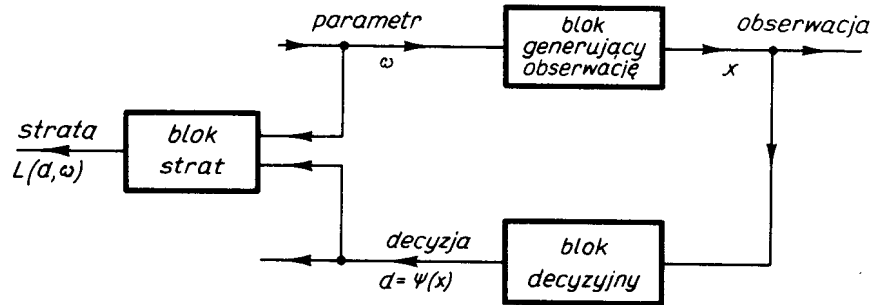 parametr
ω
blok
generujący
obserwację
obserwacja
x
strata
L(d,ω)
blok
strat
decyzja
d = Ψ(x)
blok
decyzyjny